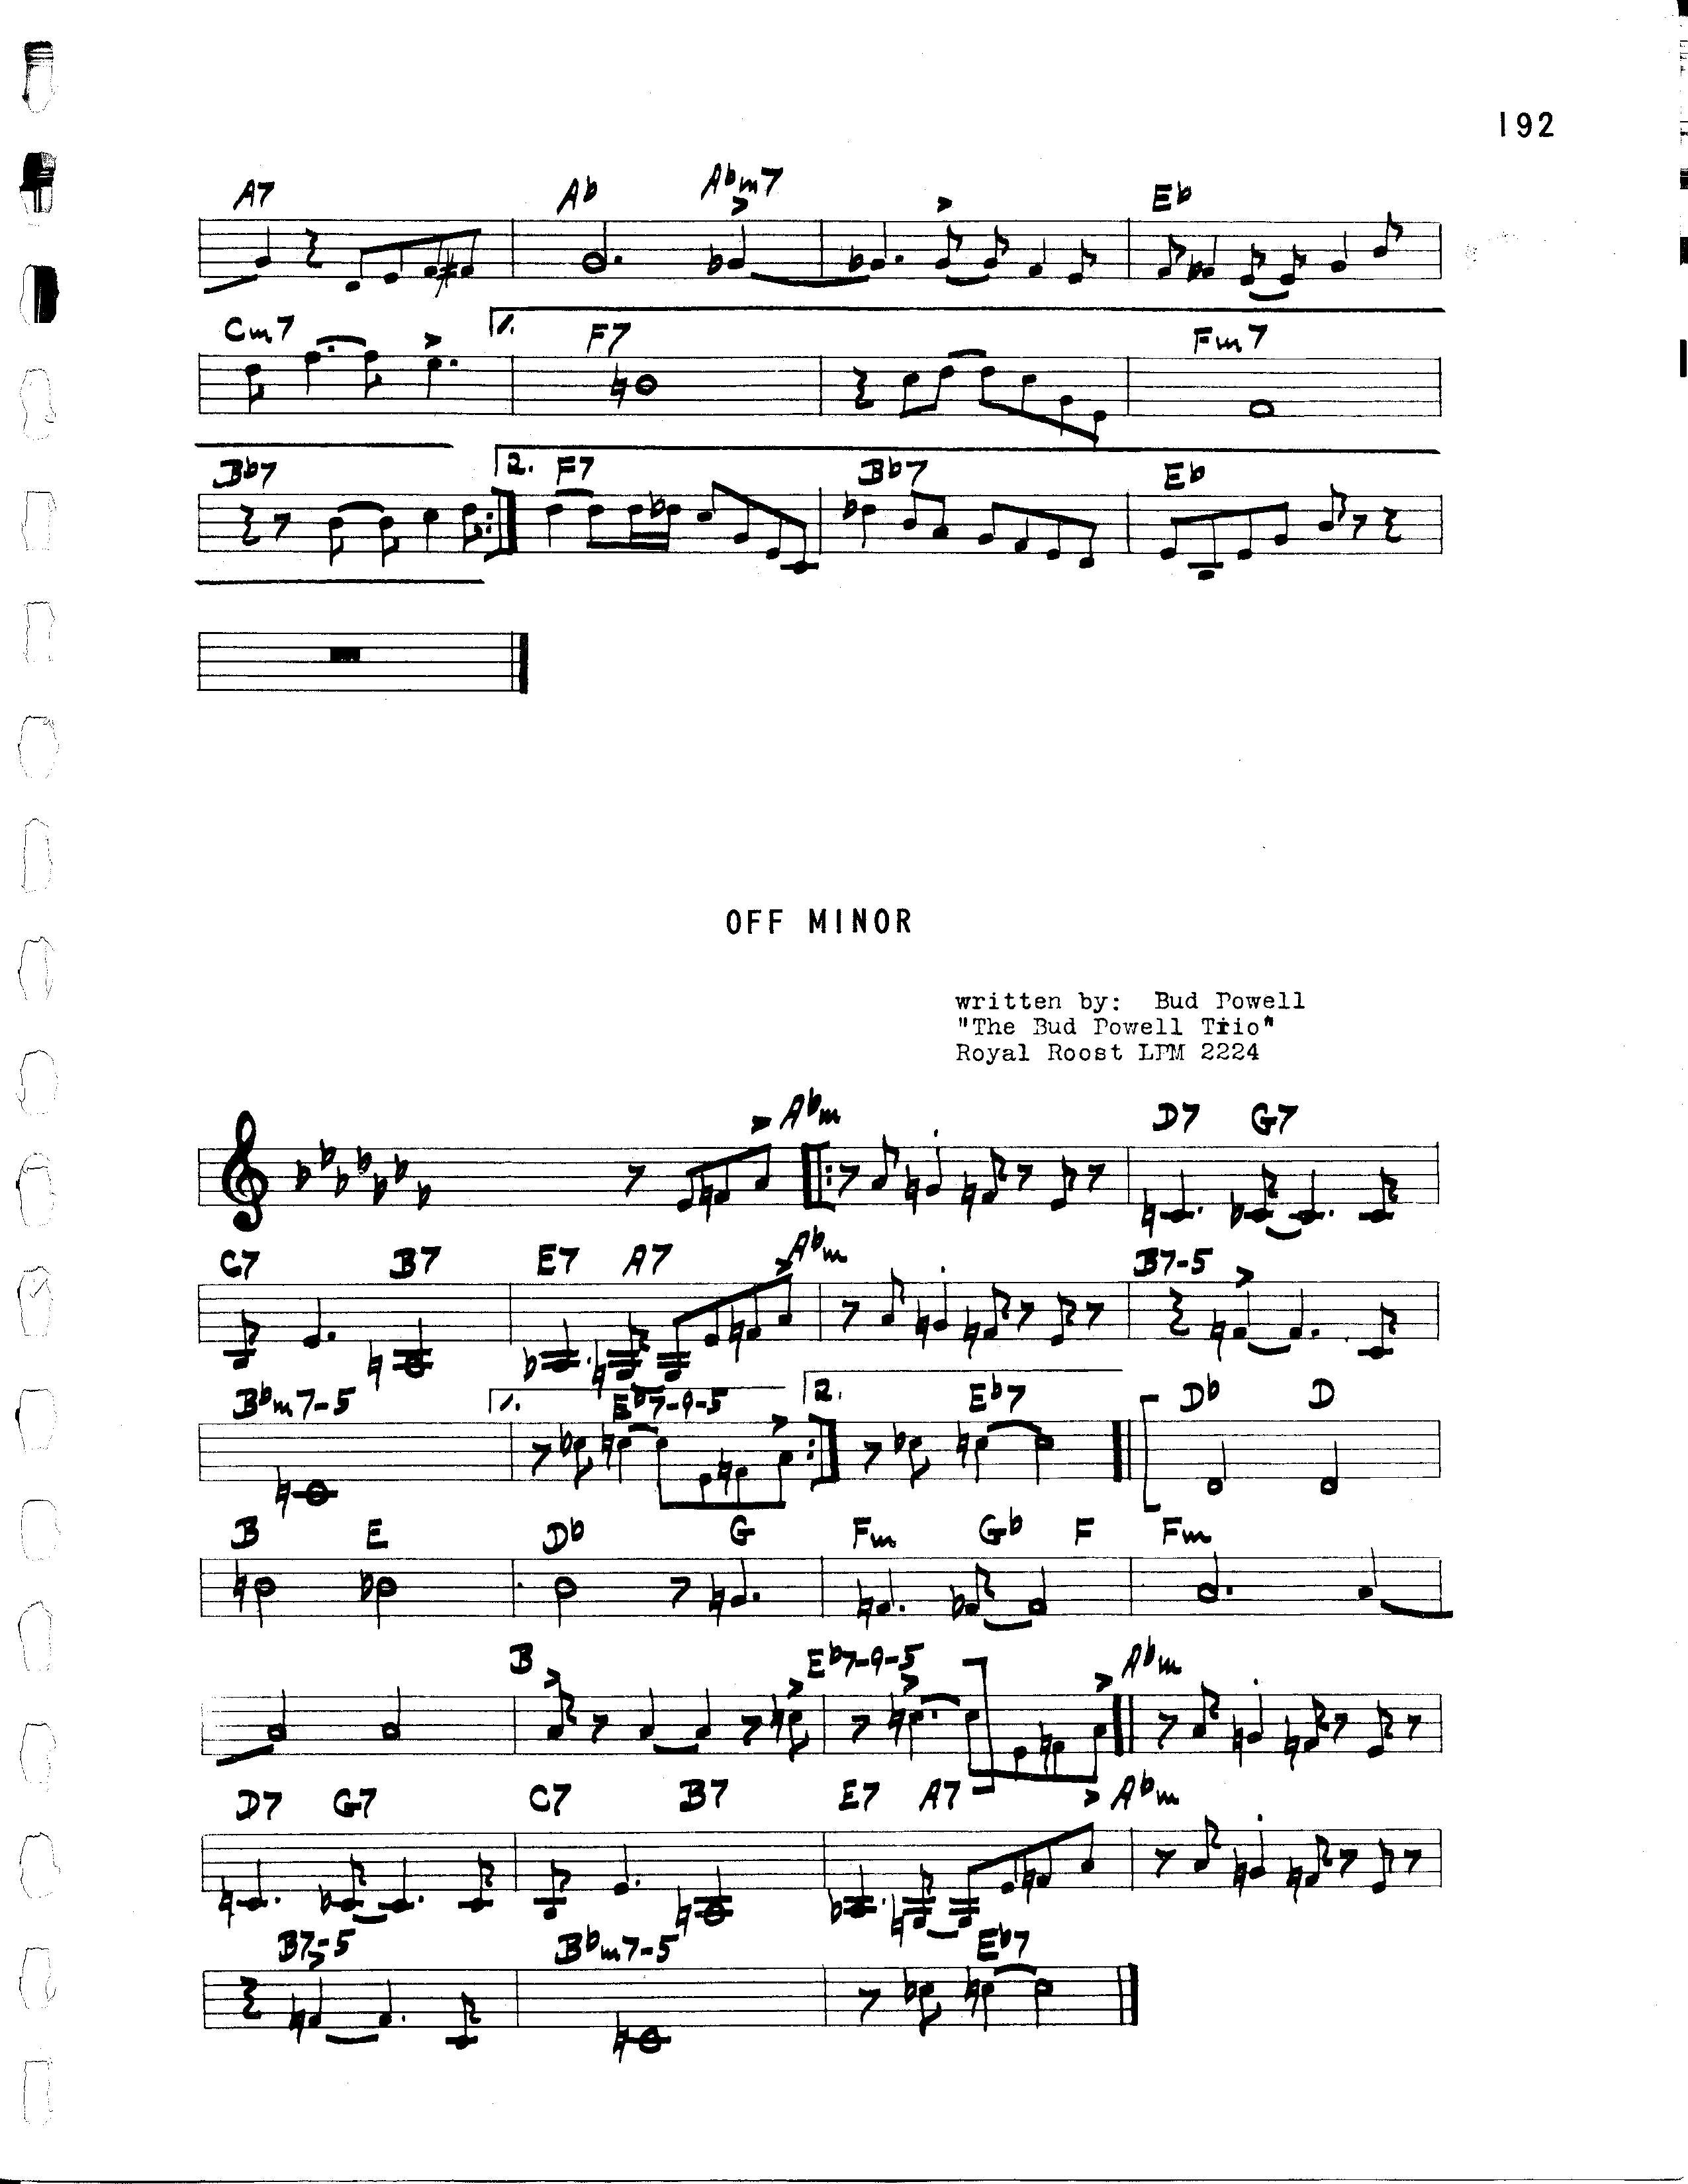 192
A7 Ab Abm7 Eb
Cm7 1. F7 Fm7
Bb7 2. F7 Bb7 Eb
OFF MINOR
written by: Bud Powell
"The Bud Powell Trio"
Royal Roost LPM 2224
Abm D7 G7
C7 B7 E7 A7 Abm B7-5
Bbm7-5 1. Eb7-9-5 2. Eb7 Db D
B E Db G Fm Gb F Fm
B Eb7-9-5 Abm
D7 G7 C7 B7 E7 A7 Abm
B7-5 Bbm7-5 Eb7